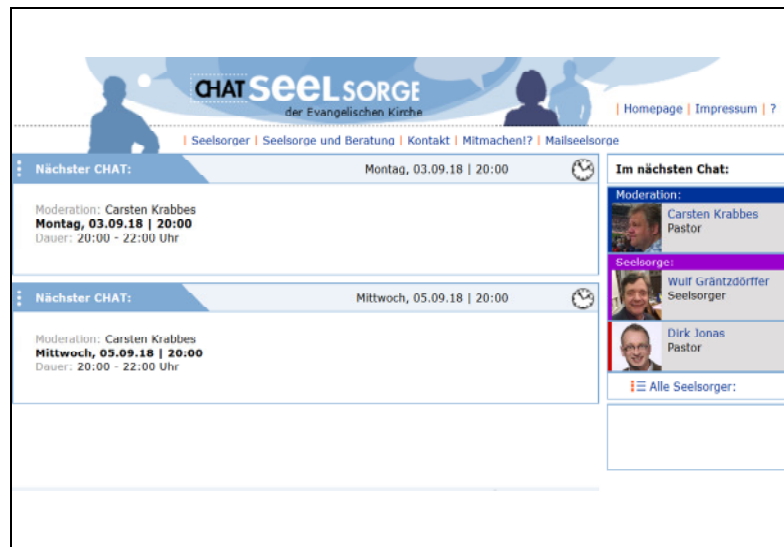 CHAT SEELSORGE
der Evangelischen Kirche
| Homepage | Impressum | ?
| Seelsorger | Seelsorge und Beratung | Kontakt | Mitmachen!? | Mailseelsorge
Nächster CHAT: Montag, 03.09.18 | 20:00
Moderation: Carsten Krabbes
Montag, 03.09.18 | 20:00
Dauer: 20:00 - 22:00 Uhr
Nächster CHAT: Mittwoch, 05.09.18 | 20:00
Moderation: Carsten Krabbes
Mittwoch, 05.09.18 | 20:00
Dauer: 20:00 - 22:00 Uhr
Im nächsten Chat:
Moderation:
Carsten Krabbes
Pastor
Seelsorge:
Wulf Gräntzdörffer
Seelsorger
Dirk Jonas
Pastor
Alle Seelsorger: